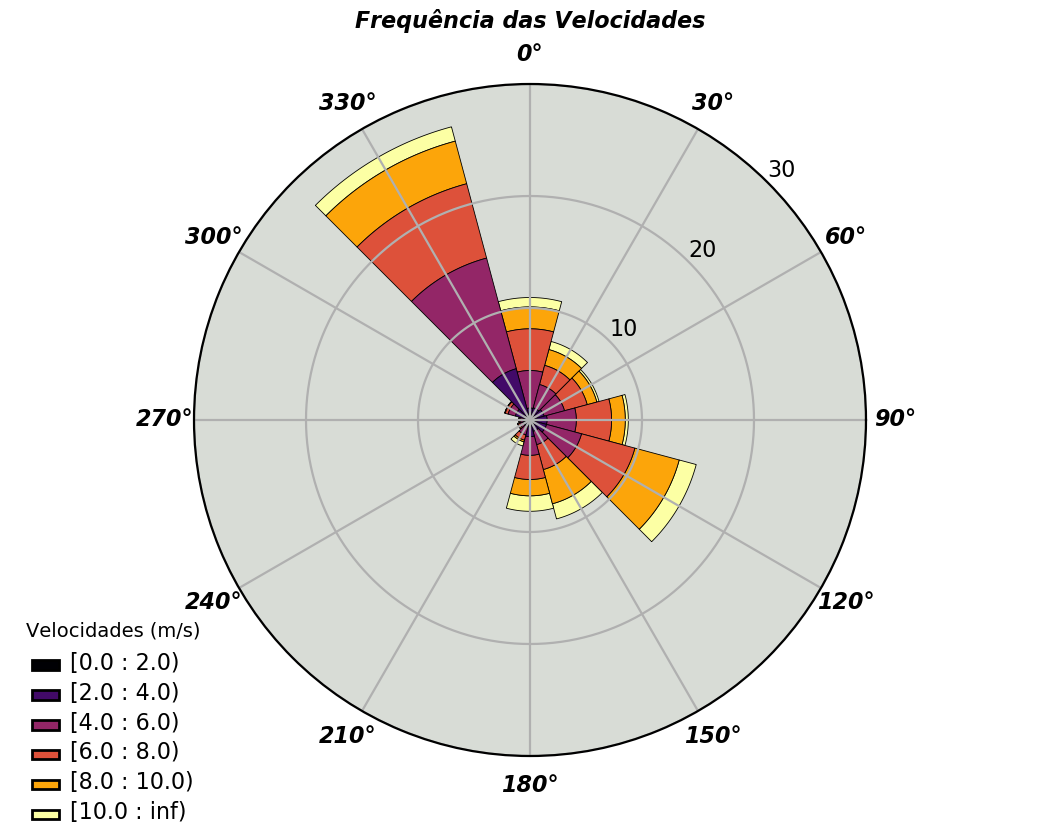 Frequência das Velocidades
0°
330°
30°
30
300°
60°
20
10
270°
90°
240°
120°
Velocidades (m/s)
[0.0 : 2.0)
[2.0 : 4.0)
[4.0 : 6.0)
210°
150°
[6.0 : 8.0)
180°
[8.0 : 10.0)
[10.0 : inf)